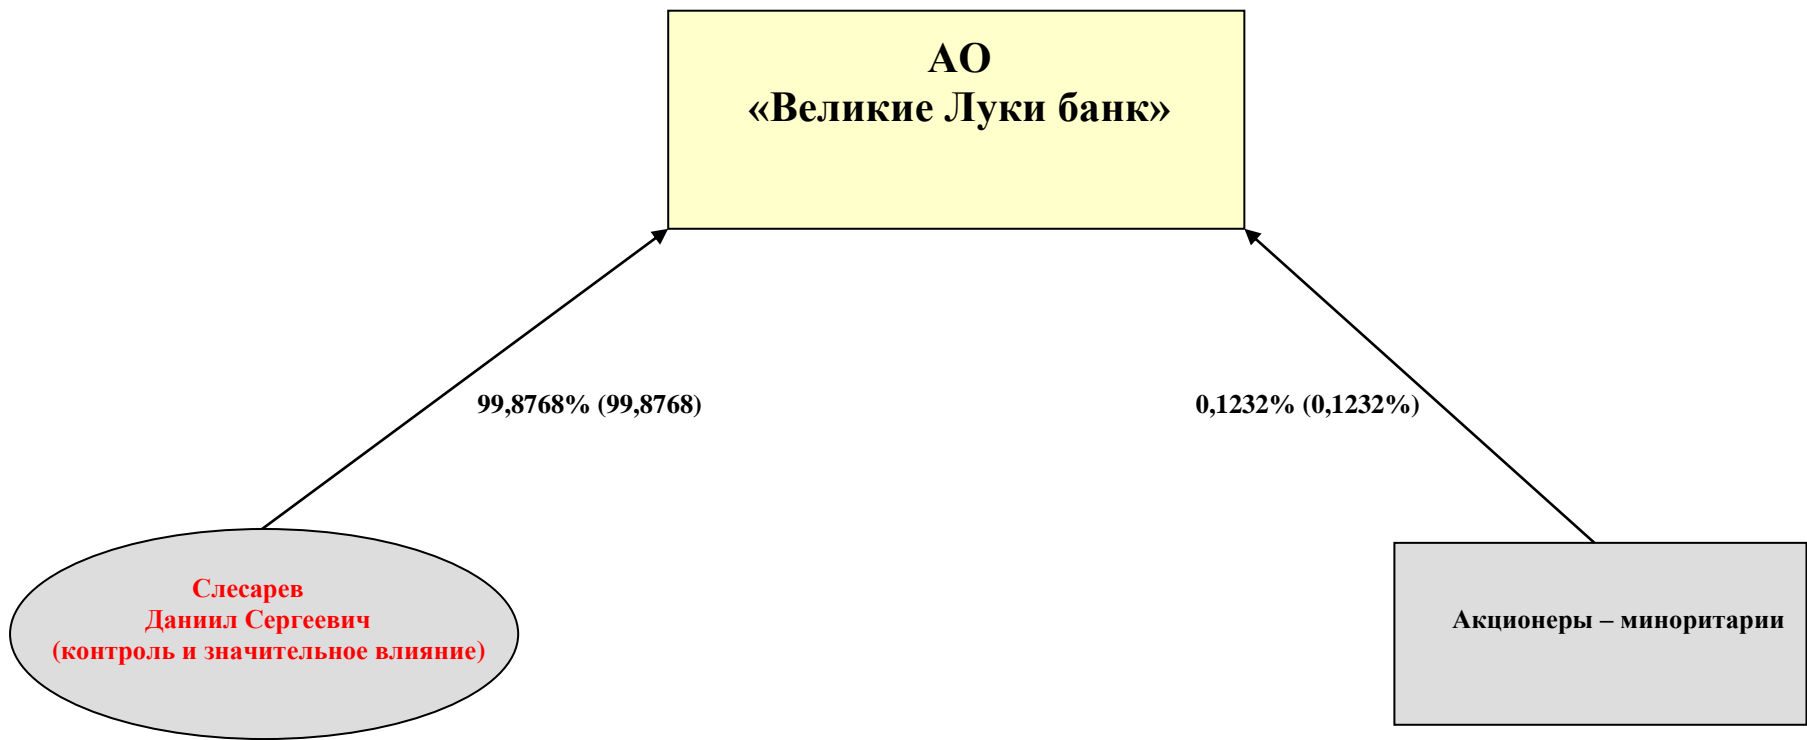 АО
«Великие Луки банк»
99,8768% (99,8768)
0,1232% (0,1232%)
Слесарев
Даниил Сергеевич
(контроль и значительное влияние)
Акционеры – миноритарии